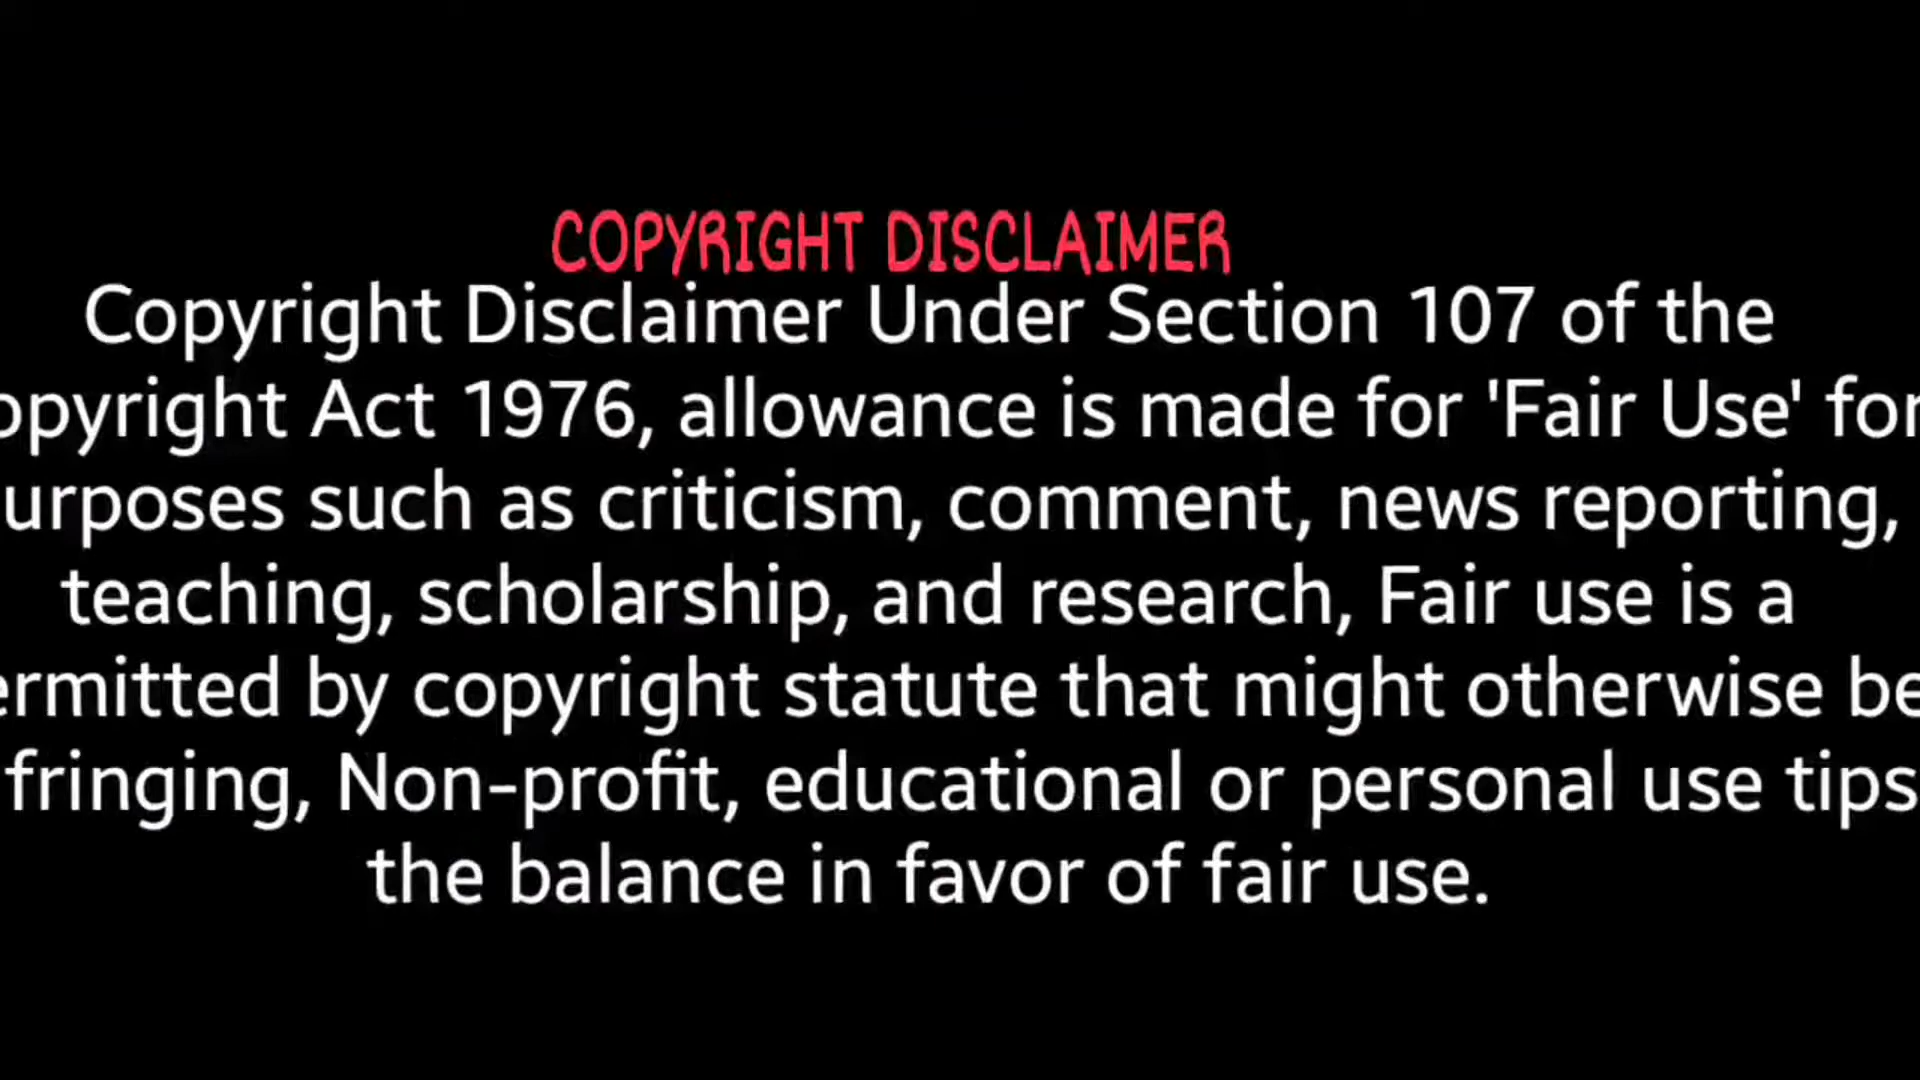 COPYRIGHT DISCLAIMER
Copyright Disclaimer Under Section 107 of the
opyright Act 1976, allowance is made for 'Fair Use' for
urposes such as criticism, comment, news reporting,
teaching, scholarship, and research, Fair use is a
ermitted by copyright statute that might otherwise be
fringing, Non-profit, educational or personal use tips
the balance in favor of fair use.